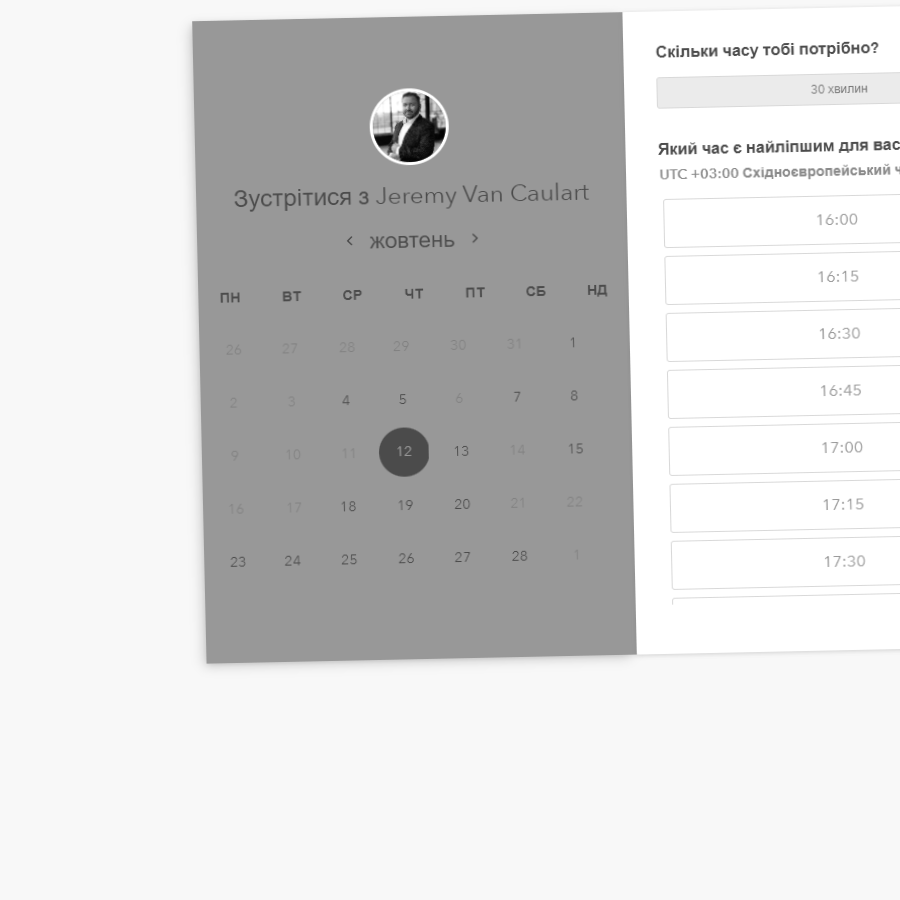 Зустрітися з Jeremy Van Caulart
‹ жовтень ›
ПН ВТ СР ЧТ ПТ СБ НД
26 27 28 29 30 31 1
2 3 4 5 6 7 8
9 10 11 12 13 14 15
16 17 18 19 20 21 22
23 24 25 26 27 28 1
Скільки часу тобі потрібно?
30 хвилин
Який час є найліпшим для вас
UTC +03:00 Східноєвропейський
16:00
16:15
16:30
16:45
17:00
17:15
17:30